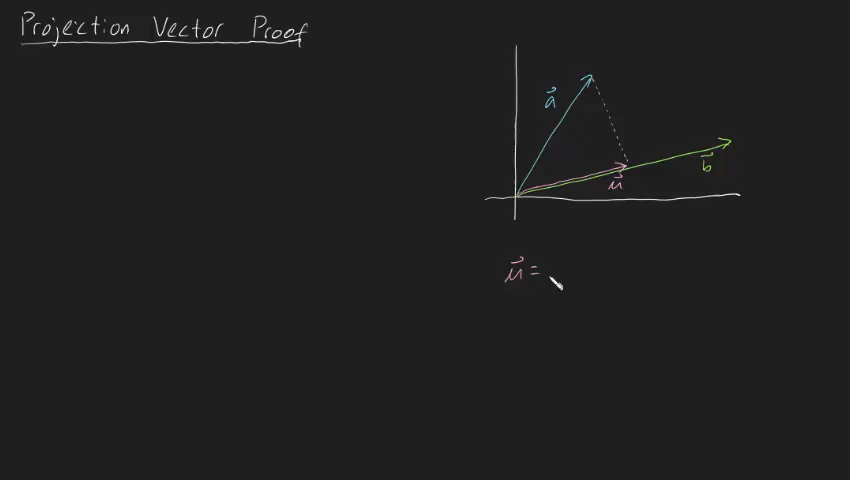 Projection Vector Proof
a⃗
b⃗
u⃗
u⃗ =